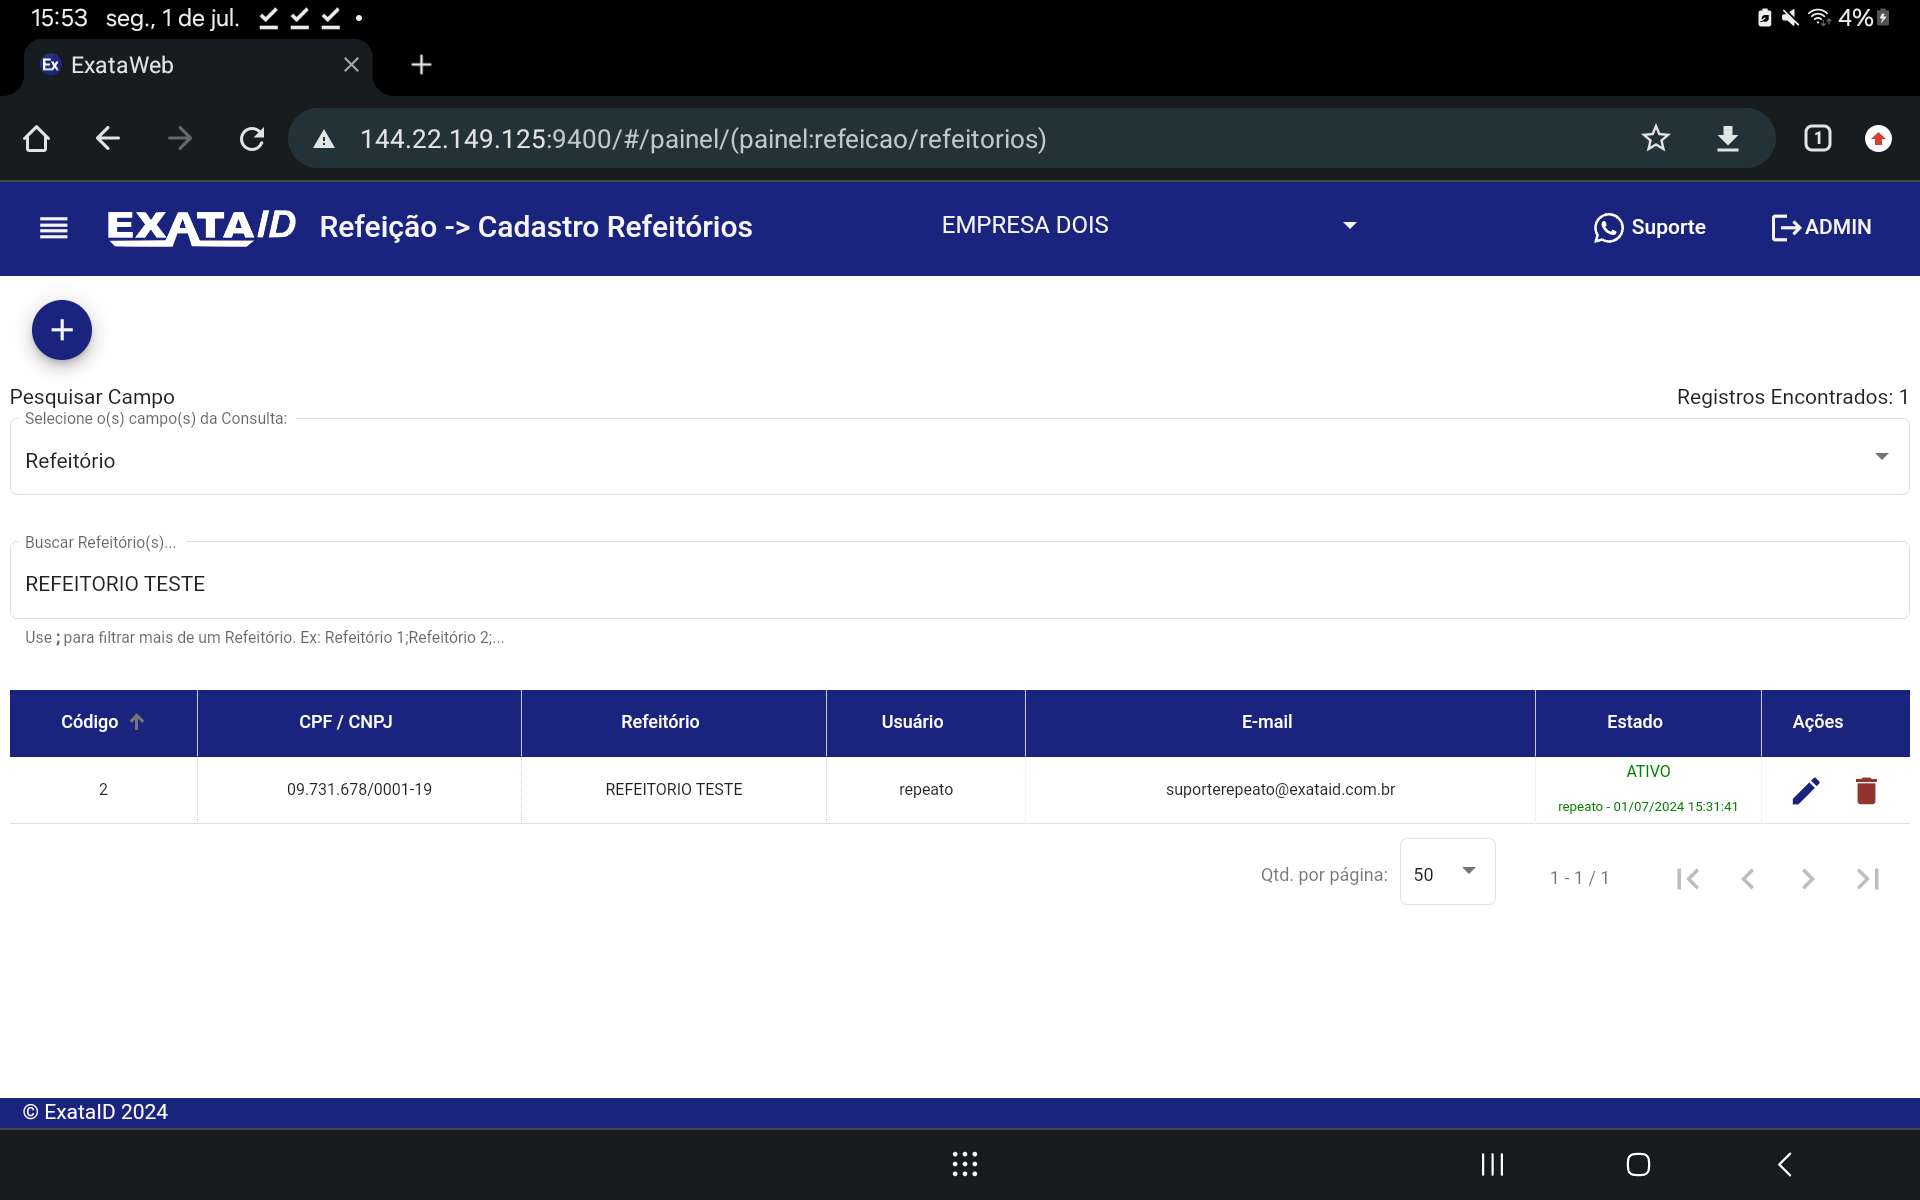 15:53 seg., 1 de jul. 4%
Ex ExataWeb
144.22.149.125:9400/#/painel/(painel:refeicao/refeitorios) 1
EXATAID Refeição -> Cadastro Refeitórios EMPRESA DOIS Suporte ADMIN
Pesquisar Campo Registros Encontrados: 1
Selecione o(s) campo(s) da Consulta:
Refeitório
Buscar Refeitório(s)...
REFEITORIO TESTE
Use ; para filtrar mais de um Refeitório. Ex: Refeitório 1;Refeitório 2;...
Código CPF / CNPJ Refeitório Usuário E-mail Estado Ações
2 09.731.678/0001-19 REFEITORIO TESTE repeato suporterepeato@exataid.com.br ATIVO
repeato - 01/07/2024 15:31:41
Qtd. por página: 50 1 - 1 / 1
© ExataID 2024